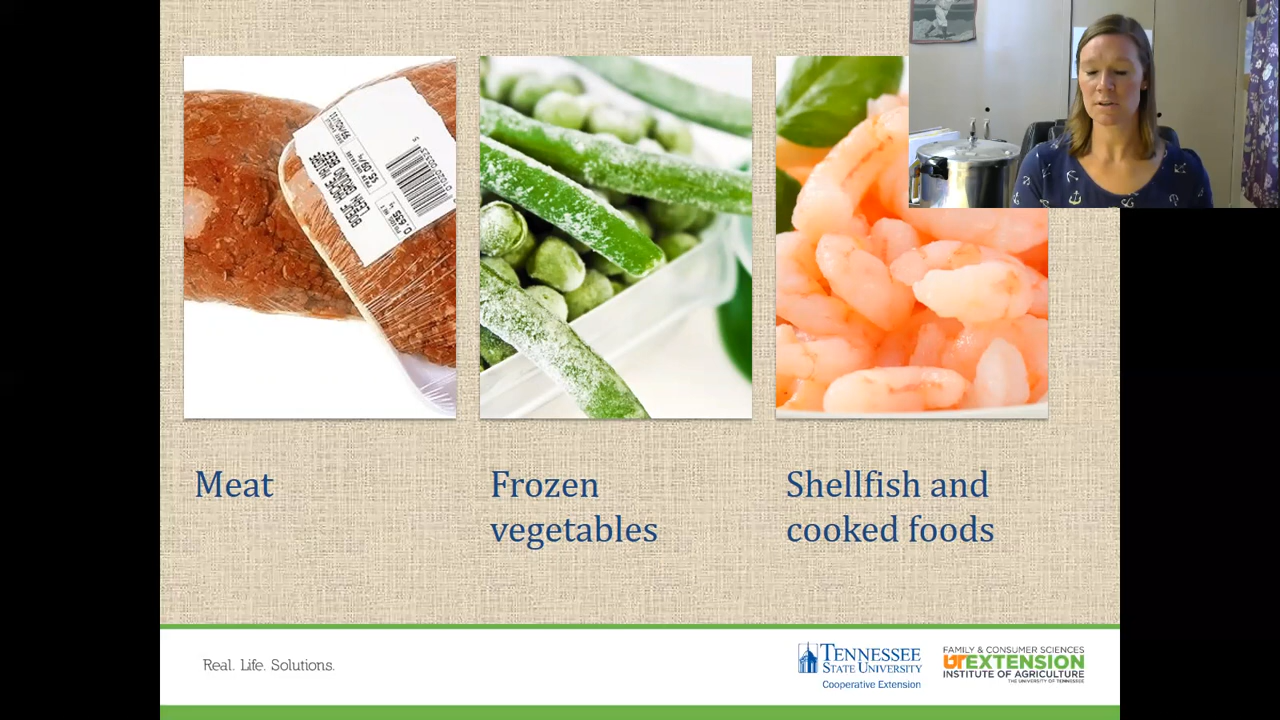 Meat
Frozen
vegetables
Shellfish and
cooked foods
Real. Life. Solutions.
TENNESSEE
STATE UNIVERSITY
Cooperative Extension
FAMILY & CONSUMER SCIENCES
UTEXTENSION
INSTITUTE OF AGRICULTURE
THE UNIVERSITY OF TENNESSEE